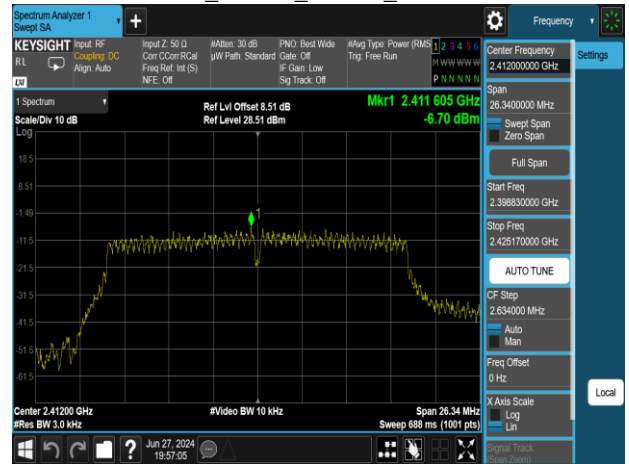 Spectrum Analyzer 1
Swept SA
Frequency
KEYSIGHT
RL
Input: RF
Coupling: DC
Align: Auto
Input Z: 50 Ω
Corr CCorr RCal
Freq Ref: Int (S)
NFE: Off
#Atten: 30 dB
µW Path: Standard
PNO: Best Wide
Gate: Off
IF Gain: Low
Sig Track: Off
#Avg Type: Power (RMS
Trig: Free Run
1 2 3 4 5 6
M W W W W W
P N N N N N
1 Spectrum
Scale/Div 10 dB
Log
Ref Lvl Offset 8.51 dB
Ref Level 28.51 dBm
Mkr1 2.411 605 GHz
-6.70 dBm
18.5
8.51
-1.49
-11.5
-21.5
-31.5
-41.5
-51.5
-61.5
1
Center 2.41200 GHz
#Res BW 3.0 kHz
#Video BW 10 kHz
Span 26.34 MHz
Sweep 688 ms (1001 pts)
Jun 27, 2024
19:57:05
Center Frequency
2.412000000 GHz
Span
26.3400000 MHz
Swept Span
Zero Span
Full Span
Start Freq
2.398830000 GHz
Stop Freq
2.425170000 GHz
AUTO TUNE
CF Step
2.634000 MHz
Auto
Man
Freq Offset
0 Hz
X Axis Scale
Log
Lin
Signal Track
(Span Zoom)
Settings
Local